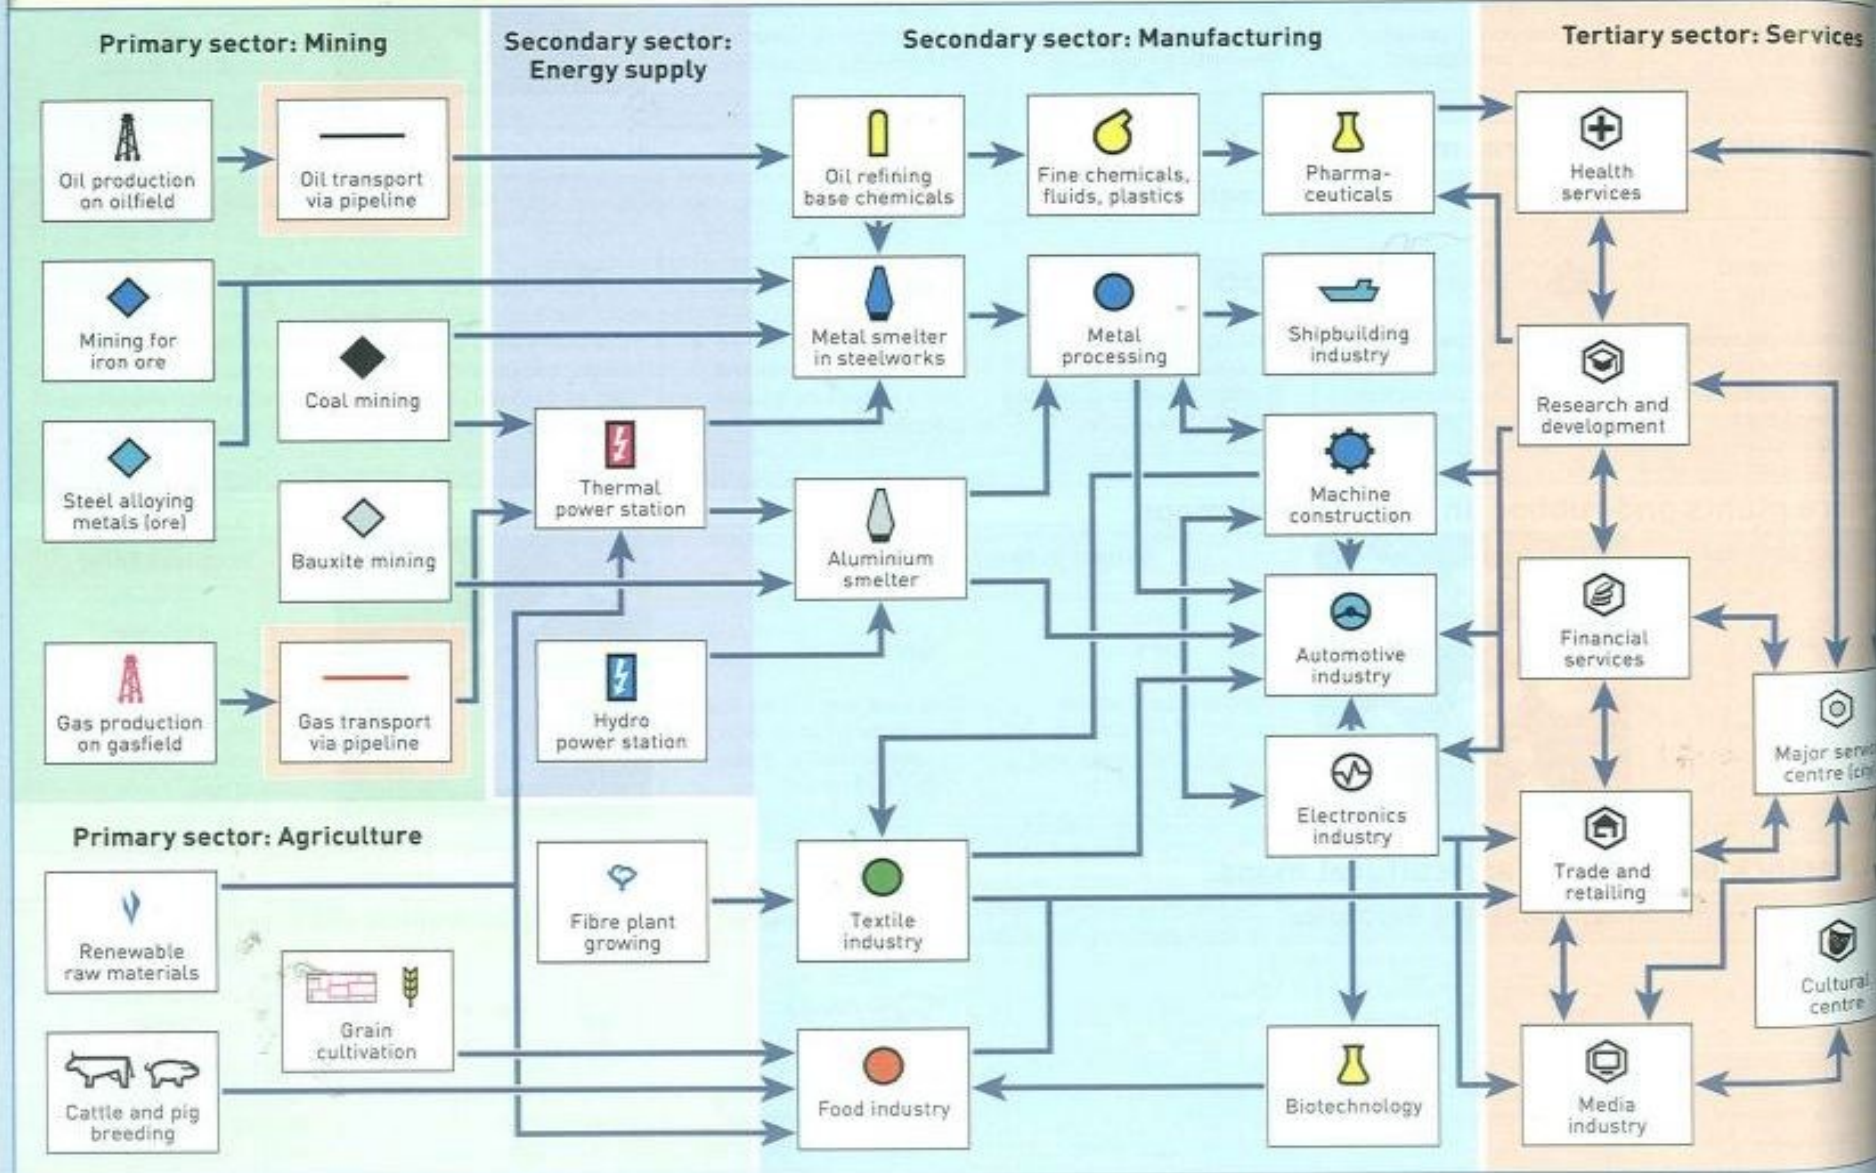 Primary sector: Mining
Secondary sector:
Energy supply
Secondary sector: Manufacturing
Tertiary sector: Services
Oil production
on oilfield
Oil transport
via pipeline
Oil refining
base chemicals
Fine chemicals,
fluids, plastics
Pharma-
ceuticals
Health
services
Mining for
iron ore
Coal mining
Metal smelter
in steelworks
Metal
processing
Shipbuilding
industry
Research and
development
Steel alloying
metals (ore)
Bauxite mining
Thermal
power station
Aluminium
smelter
Machine
construction
Automotive
industry
Financial
services
Gas production
on gasfield
Gas transport
via pipeline
Hydro
power station
Electronics
industry
Major
centre
Primary sector: Agriculture
Renewable
raw materials
Fibre plant
growing
Textile
industry
Trade and
retailing
Cultural
centre
Grain
cultivation
Cattle and pig
breeding
Food industry
Biotechnology
Media
industry